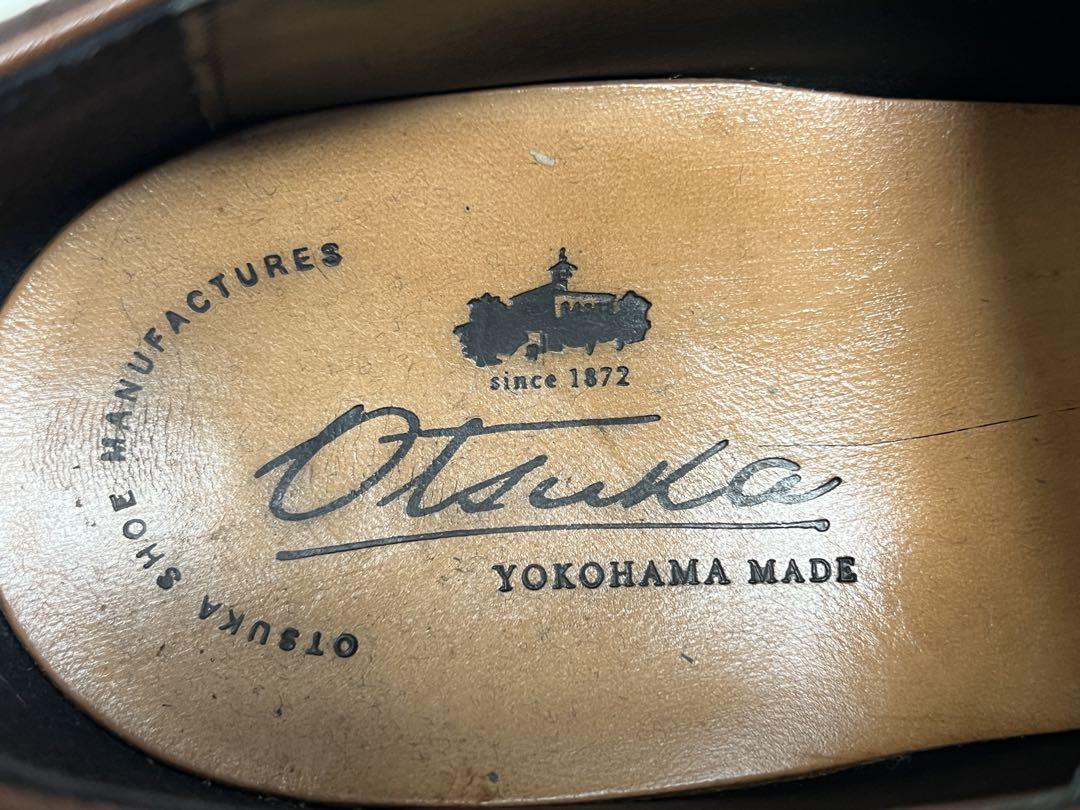 OTSUKA SHOE MANUFACTURES
since 1872
Otsuka
YOKOHAMA MADE